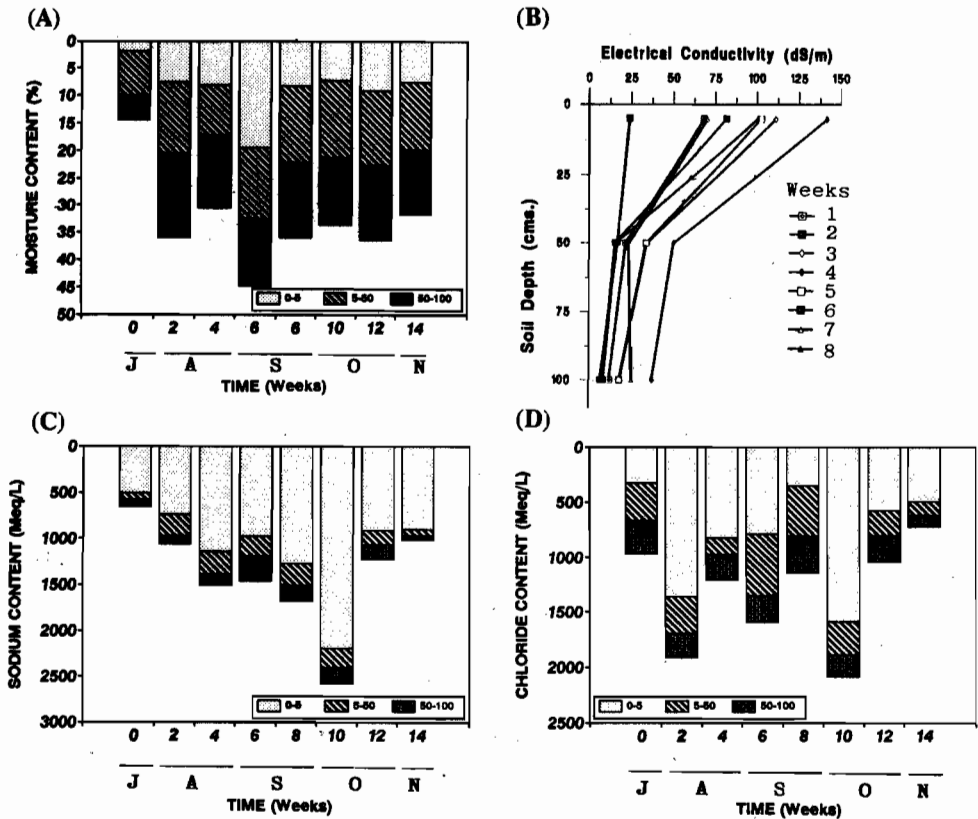 (A)
0
5
10
15
20
25
30
35
40
45
50
MOISTURE CONTENT (%)
0-5 5-50 50-100
0 2 4 6 8 10 12 14
J A S O N
TIME (Weeks)
(B)
Electrical Conductivity (dS/m)
0 25 50 75 100 125 150
0
25
50
75
100
Soil Depth (cms.)
Weeks
1
2
3
4
5
6
7
8
(C)
0
500
1000
1500
2000
2500
3000
SODIUM CONTENT (Meq/L)
0-5 5-50 50-100
0 2 4 6 8 10 12 14
J A S O N
TIME (Weeks)
(D)
0
500
1000
1500
2000
2500
CHLORIDE CONTENT (Meq/L)
0-5 5-50 50-100
0 2 4 6 8 10 12 14
J A S O N
TIME (Weeks)